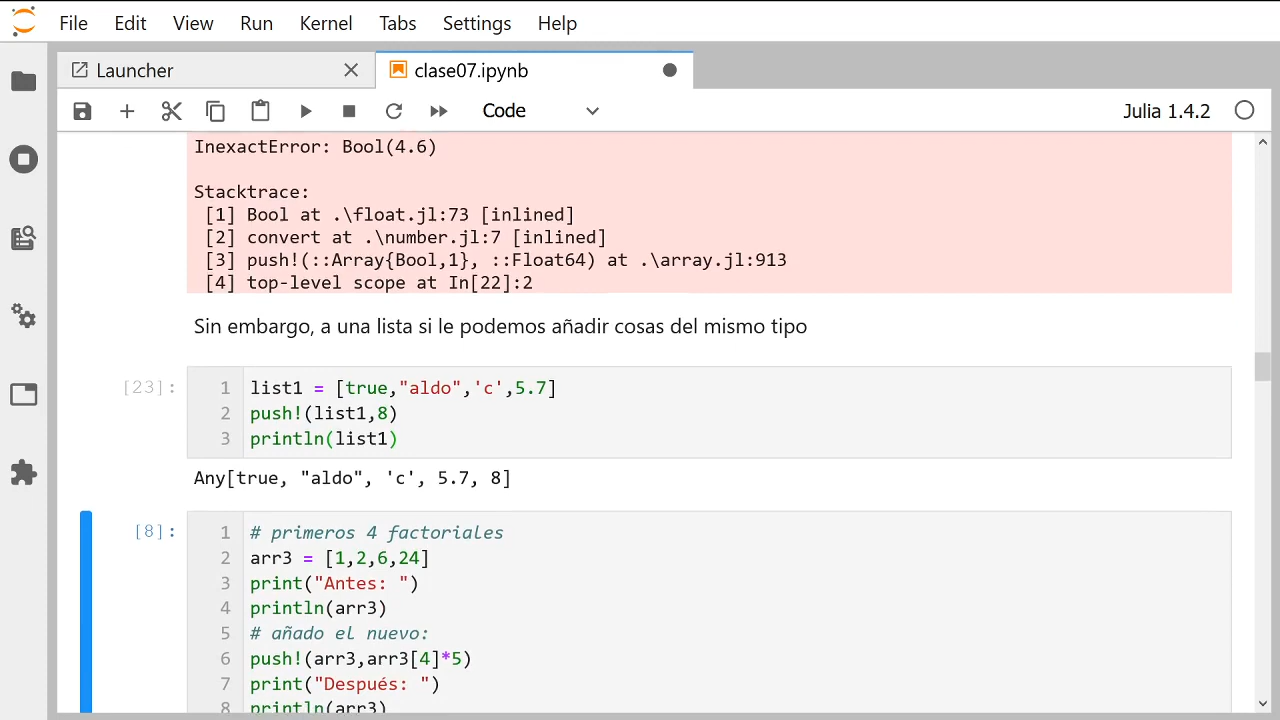 File Edit View Run Kernel Tabs Settings Help
Launcher
clase07.ipynb
Code
Julia 1.4.2
InexactError: Bool(4.6)
Stacktrace:
[1] Bool at .\float.jl:73 [inlined]
[2] convert at .\number.jl:7 [inlined]
[3] push!(::Array{Bool,1}, ::Float64) at .\array.jl:913
[4] top-level scope at In[22]:2
Sin embargo, a una lista si le podemos añadir cosas del mismo tipo
[23]:
1 list1 = [true,"aldo",'c',5.7]
2 push!(list1,8)
3 println(list1)
Any[true, "aldo", 'c', 5.7, 8]
[8]:
1 # primeros 4 factoriales
2 arr3 = [1,2,6,24]
3 print("Antes: ")
4 println(arr3)
5 # añado el nuevo:
6 push!(arr3,arr3[4]*5)
7 print("Después: ")
8 println(arr3)